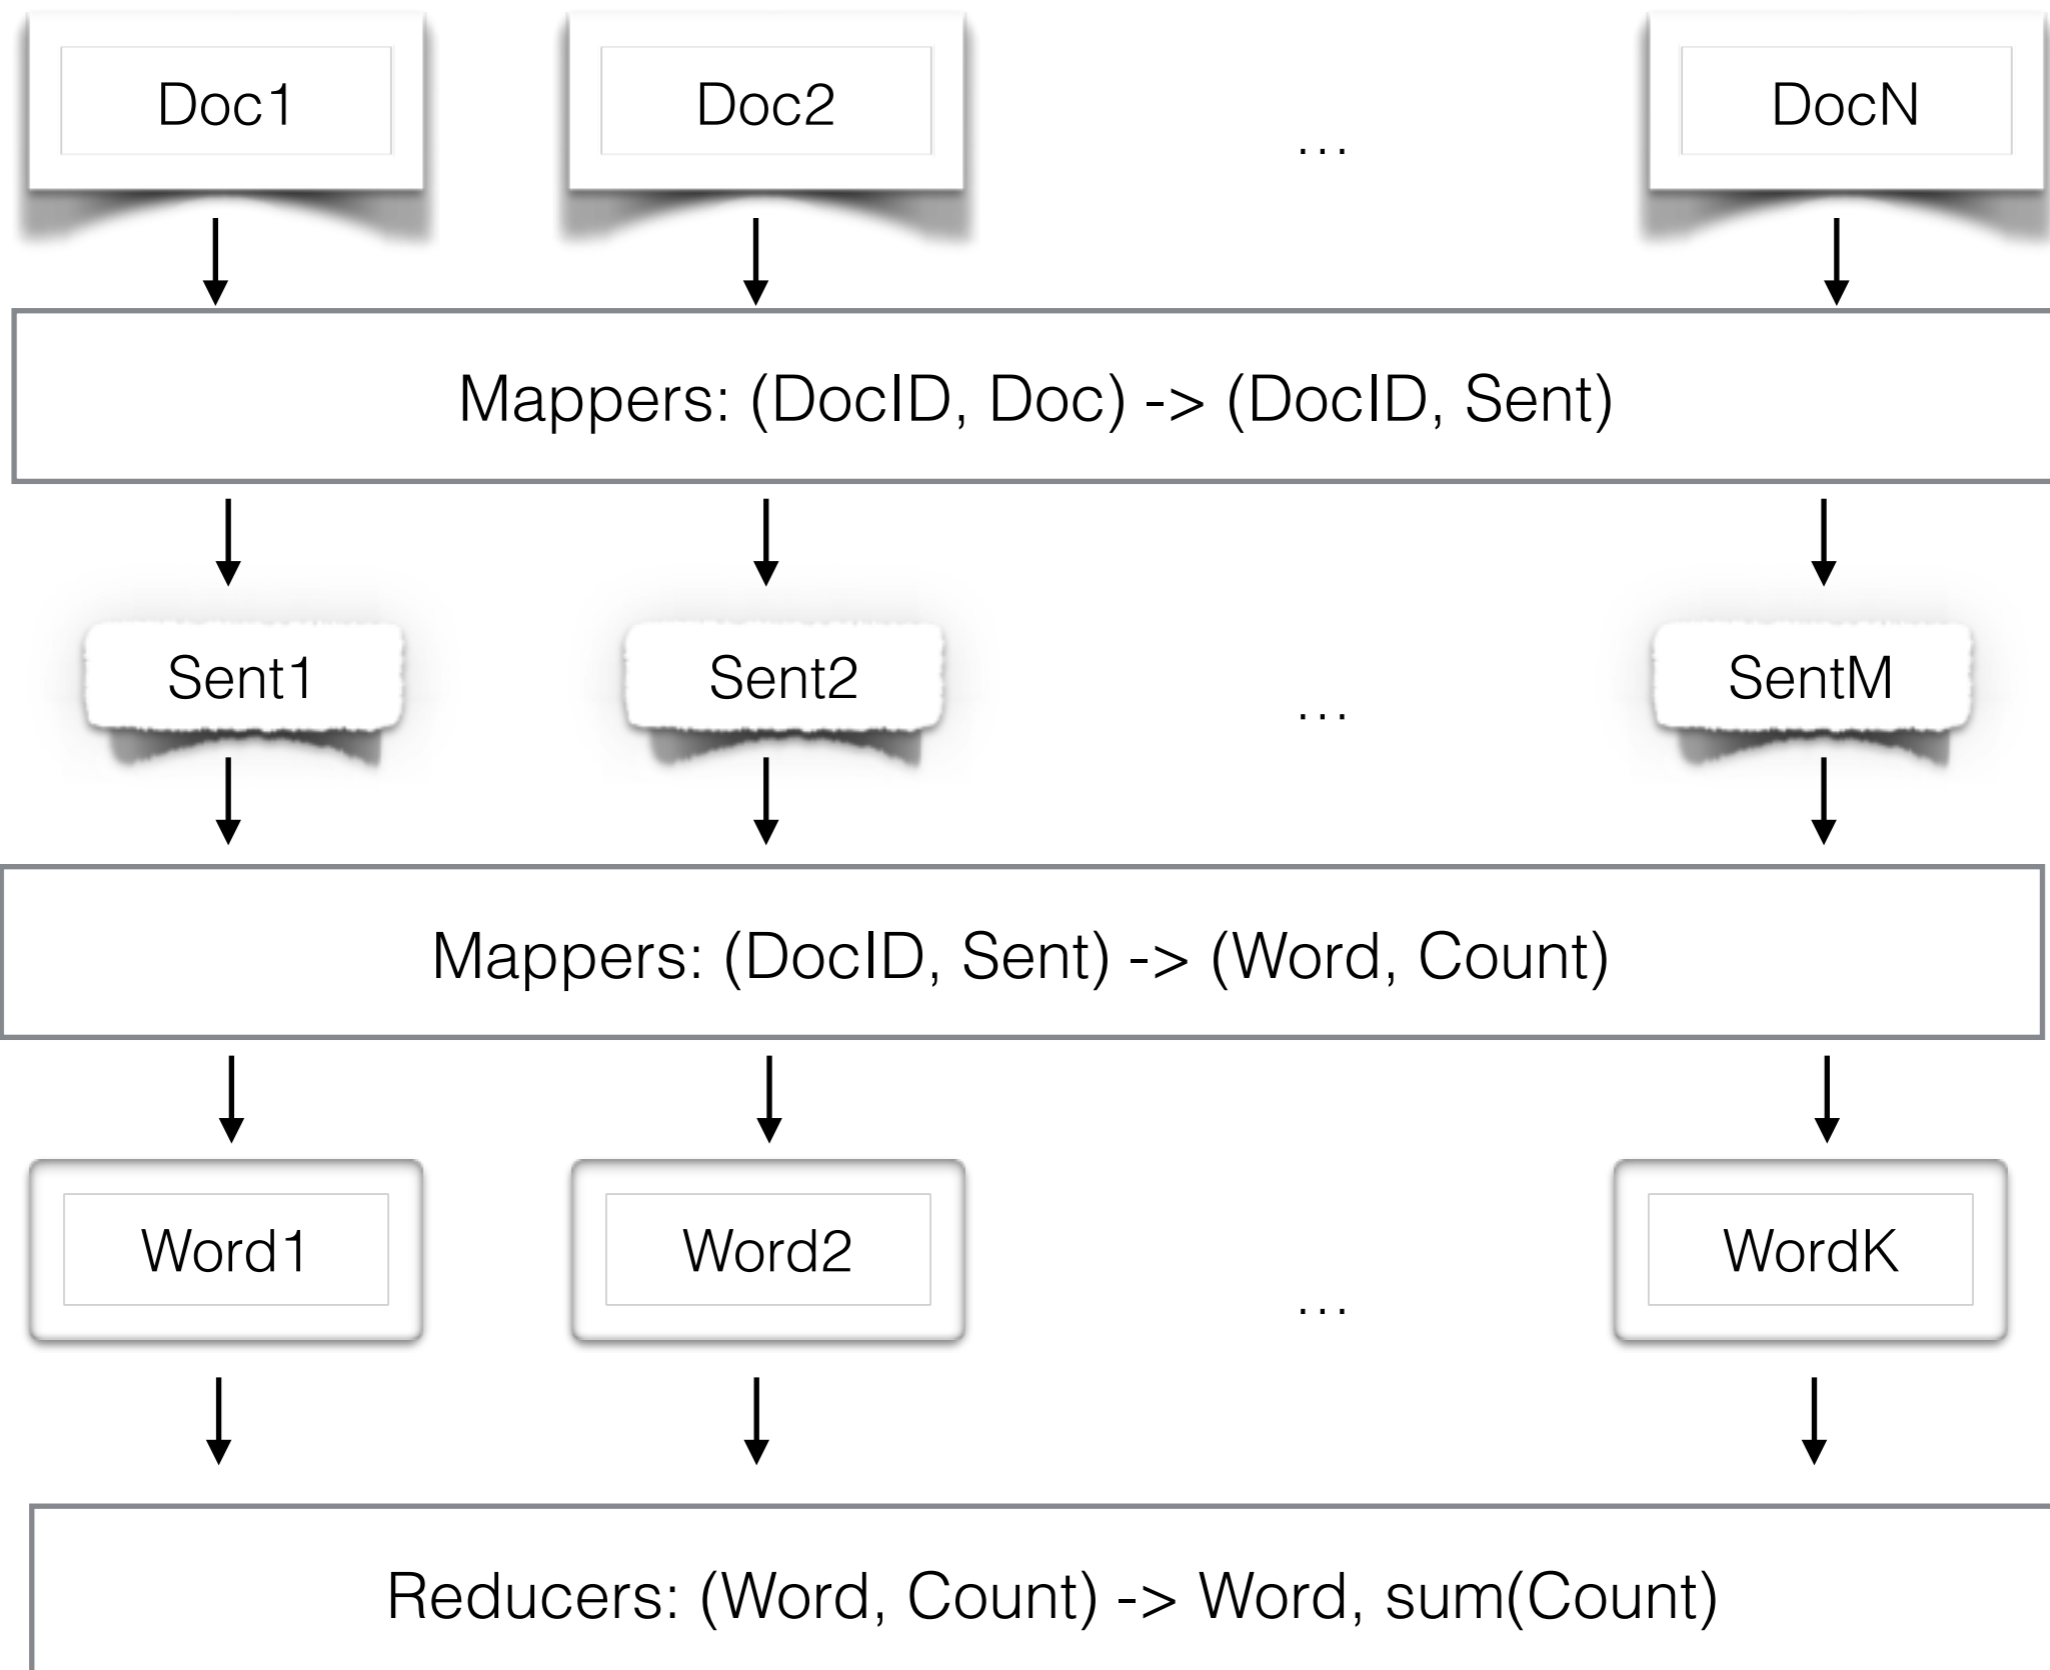 Doc1 Doc2 ... DocN
Mappers: (DocID, Doc) -> (DocID, Sent)
Sent1 Sent2 ... SentM
Mappers: (DocID, Sent) -> (Word, Count)
Word1 Word2 ... WordK
Reducers: (Word, Count) -> Word, sum(Count)